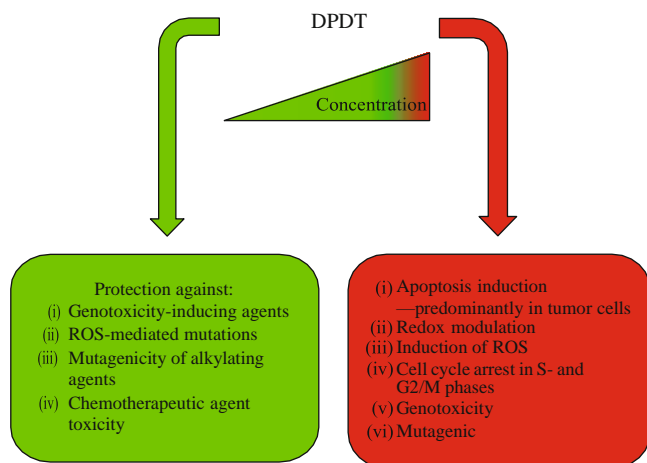 DPDT
Concentration
Protection against:
(i) Genotoxicity-inducing agents
(ii) ROS-mediated mutations
(iii) Mutagenicity of alkylating
agents
(iv) Chemotherapeutic agent
toxicity
(i) Apoptosis induction
—predominantly in tumor cells
(ii) Redox modulation
(iii) Induction of ROS
(iv) Cell cycle arrest in S- and
G2/M phases
(v) Genotoxicity
(vi) Mutagenic